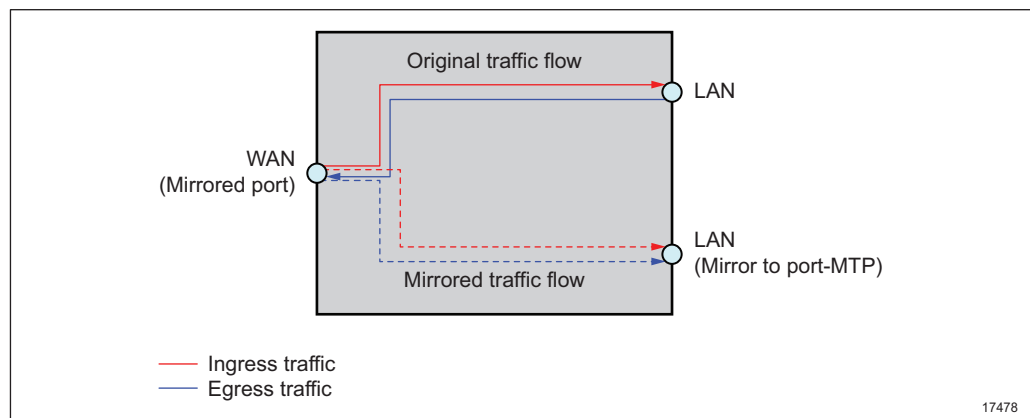 Original traffic flow
LAN
WAN
(Mirrored port)
LAN
(Mirror to port-MTP)
Mirrored traffic flow
Ingress traffic
Egress traffic
17478